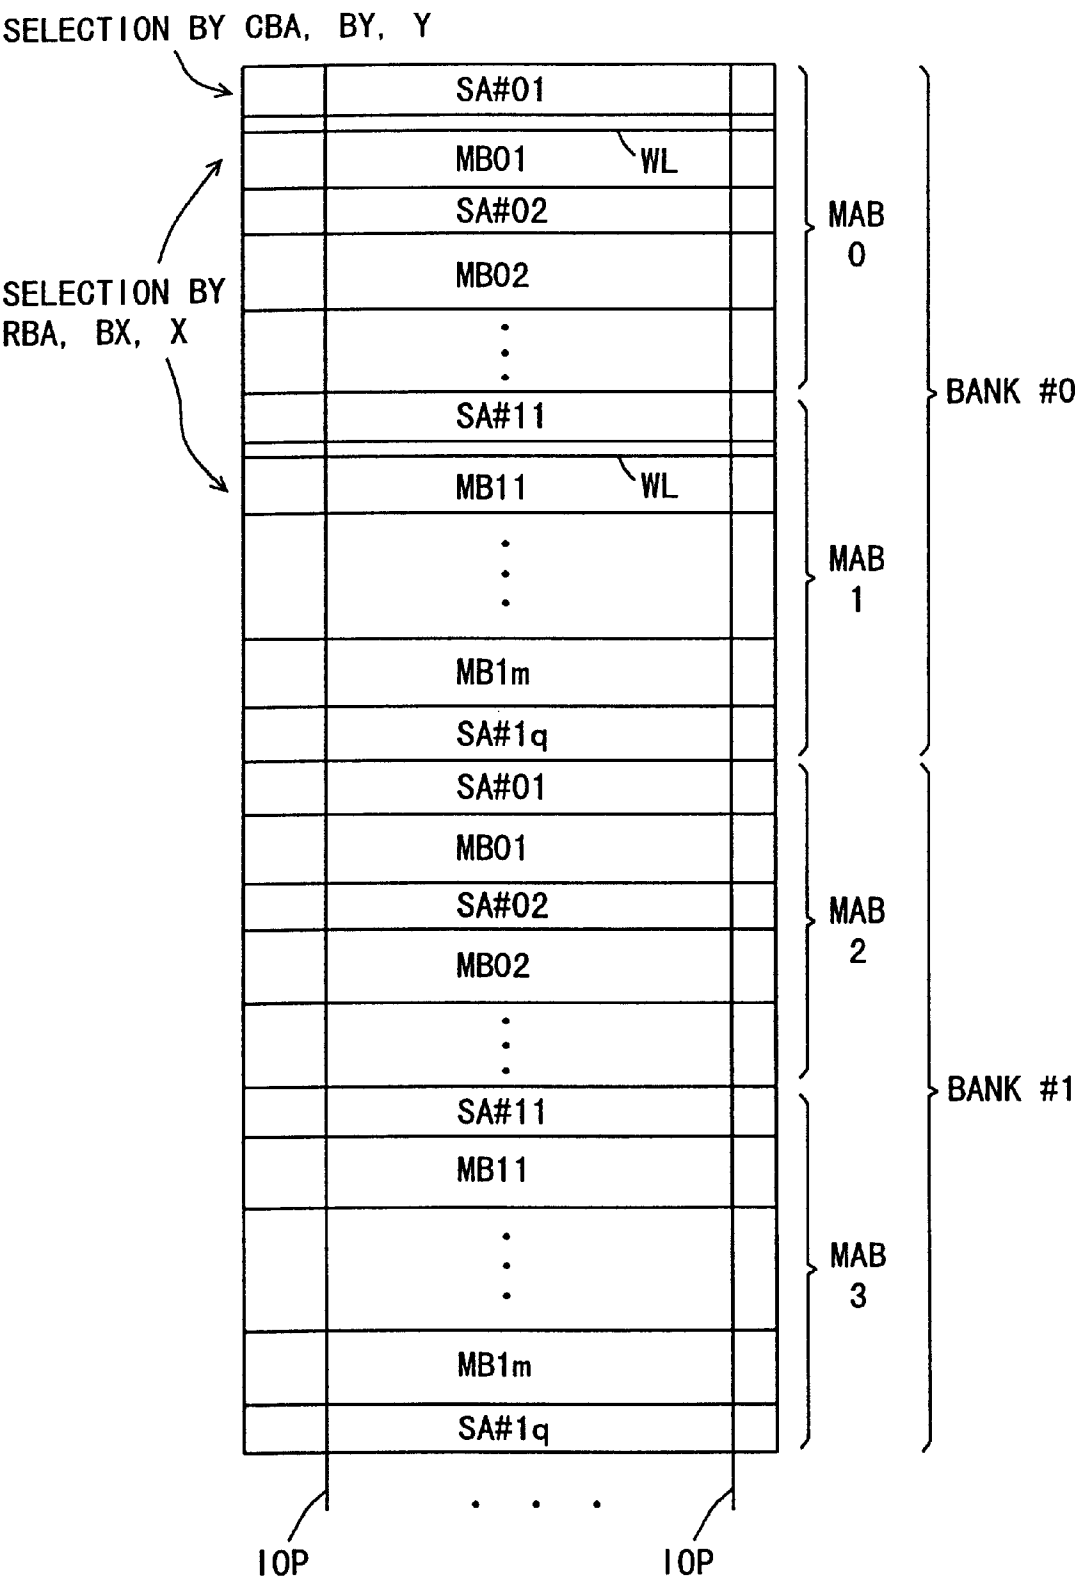 SELECTION BY CBA, BY, Y
SA#01
MB01
WL
SA#02
MB02
MAB
0
SELECTION BY
RBA, BX, X
SA#11
MB11
WL
BANK #0
MAB
1
MB1m
SA#1q
SA#01
MB01
SA#02
MB02
MAB
2
SA#11
MB11
BANK #1
MAB
3
MB1m
SA#1q
IOP
IOP